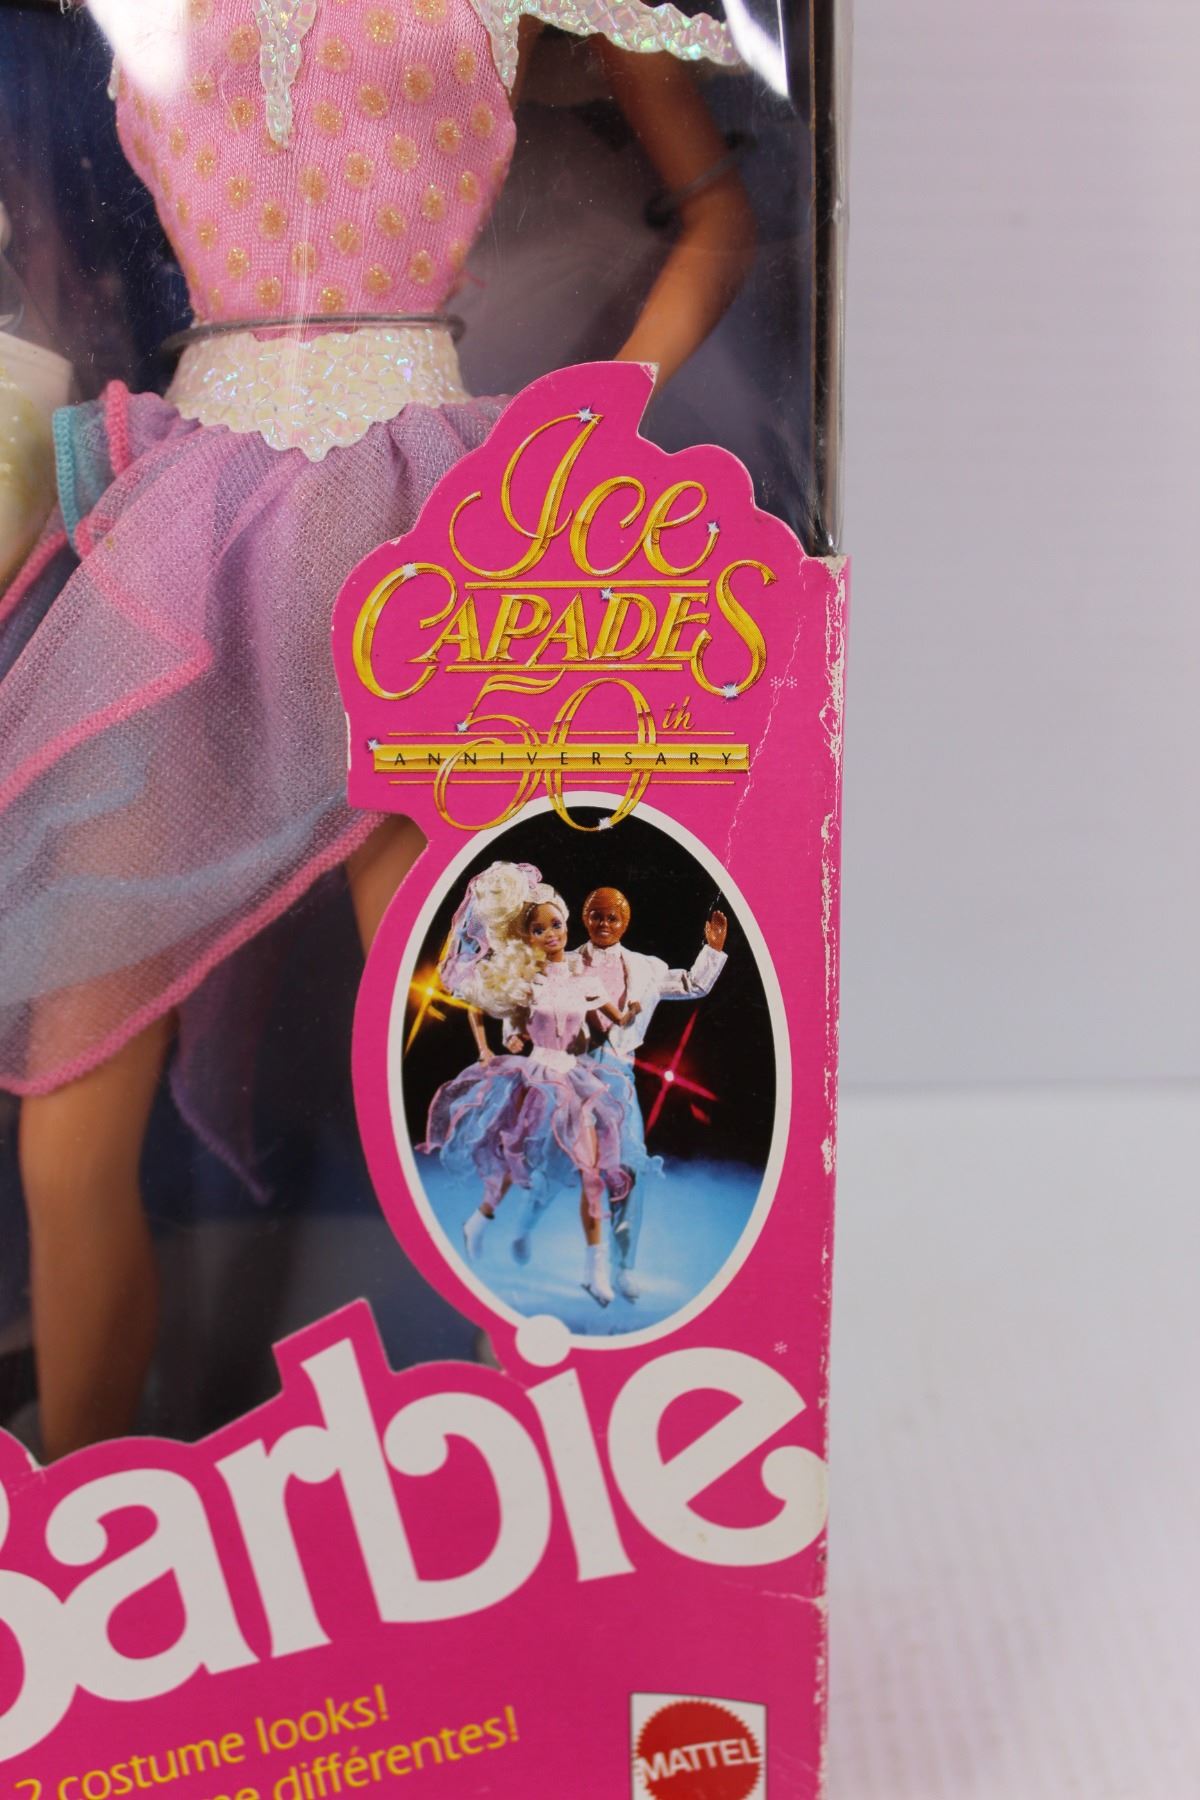 Ice
CAPADES
**
50th
ANNIVERSARY
*
Barbie
2 costume looks!
différentes!
MATTEL